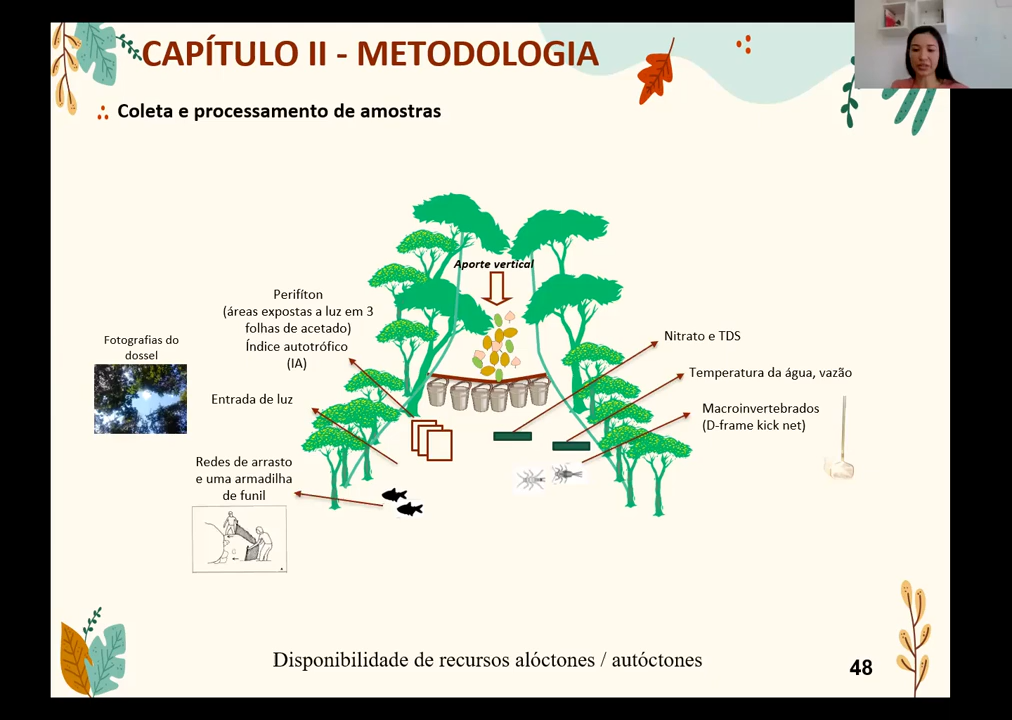 CAPÍTULO II - METODOLOGIA
Coleta e processamento de amostras
Aporte vertical
Perifíton
(áreas expostas a luz em 3
folhas de acetado)
Índice autotrófico
(IA)
Fotografias do
dossel
Entrada de luz
Redes de arrasto
e uma armadilha
de funil
Nitrato e TDS
Temperatura da água, vazão
Macroinvertebrados
(D-frame kick net)
Disponibilidade de recursos alóctones / autóctones
48